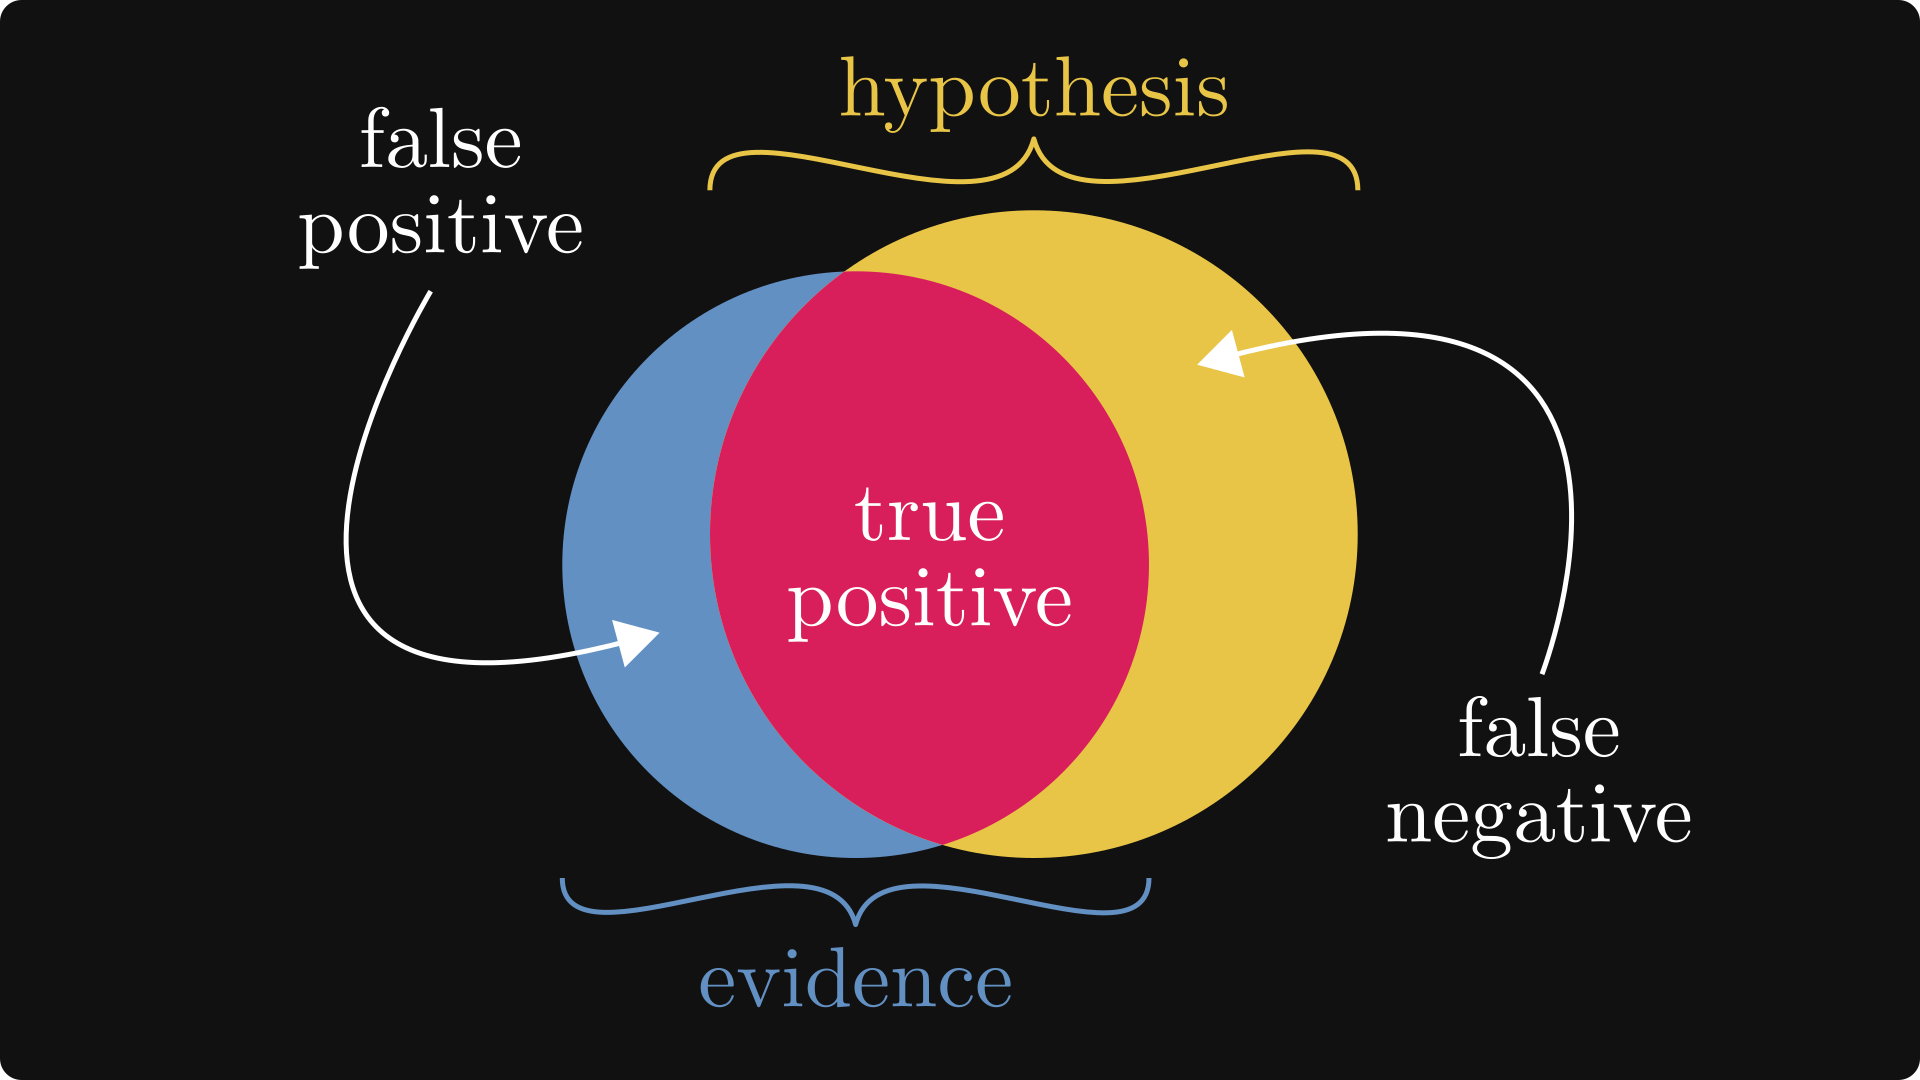 hypothesis
false
positive
true
positive
false
negative
evidence